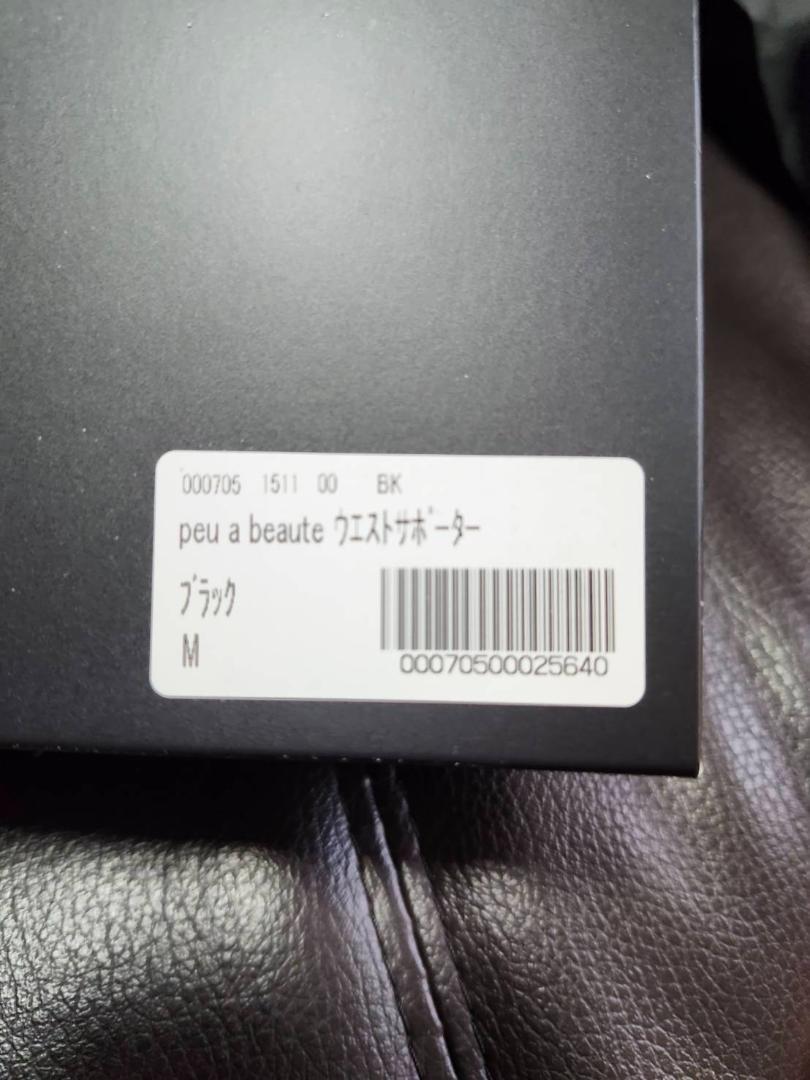 000705 1511 00 BK
peu a beaute ｳｴｽﾄｻﾎﾟｰﾀｰ
ﾌﾞﾗｯｸ
M
00070500025640